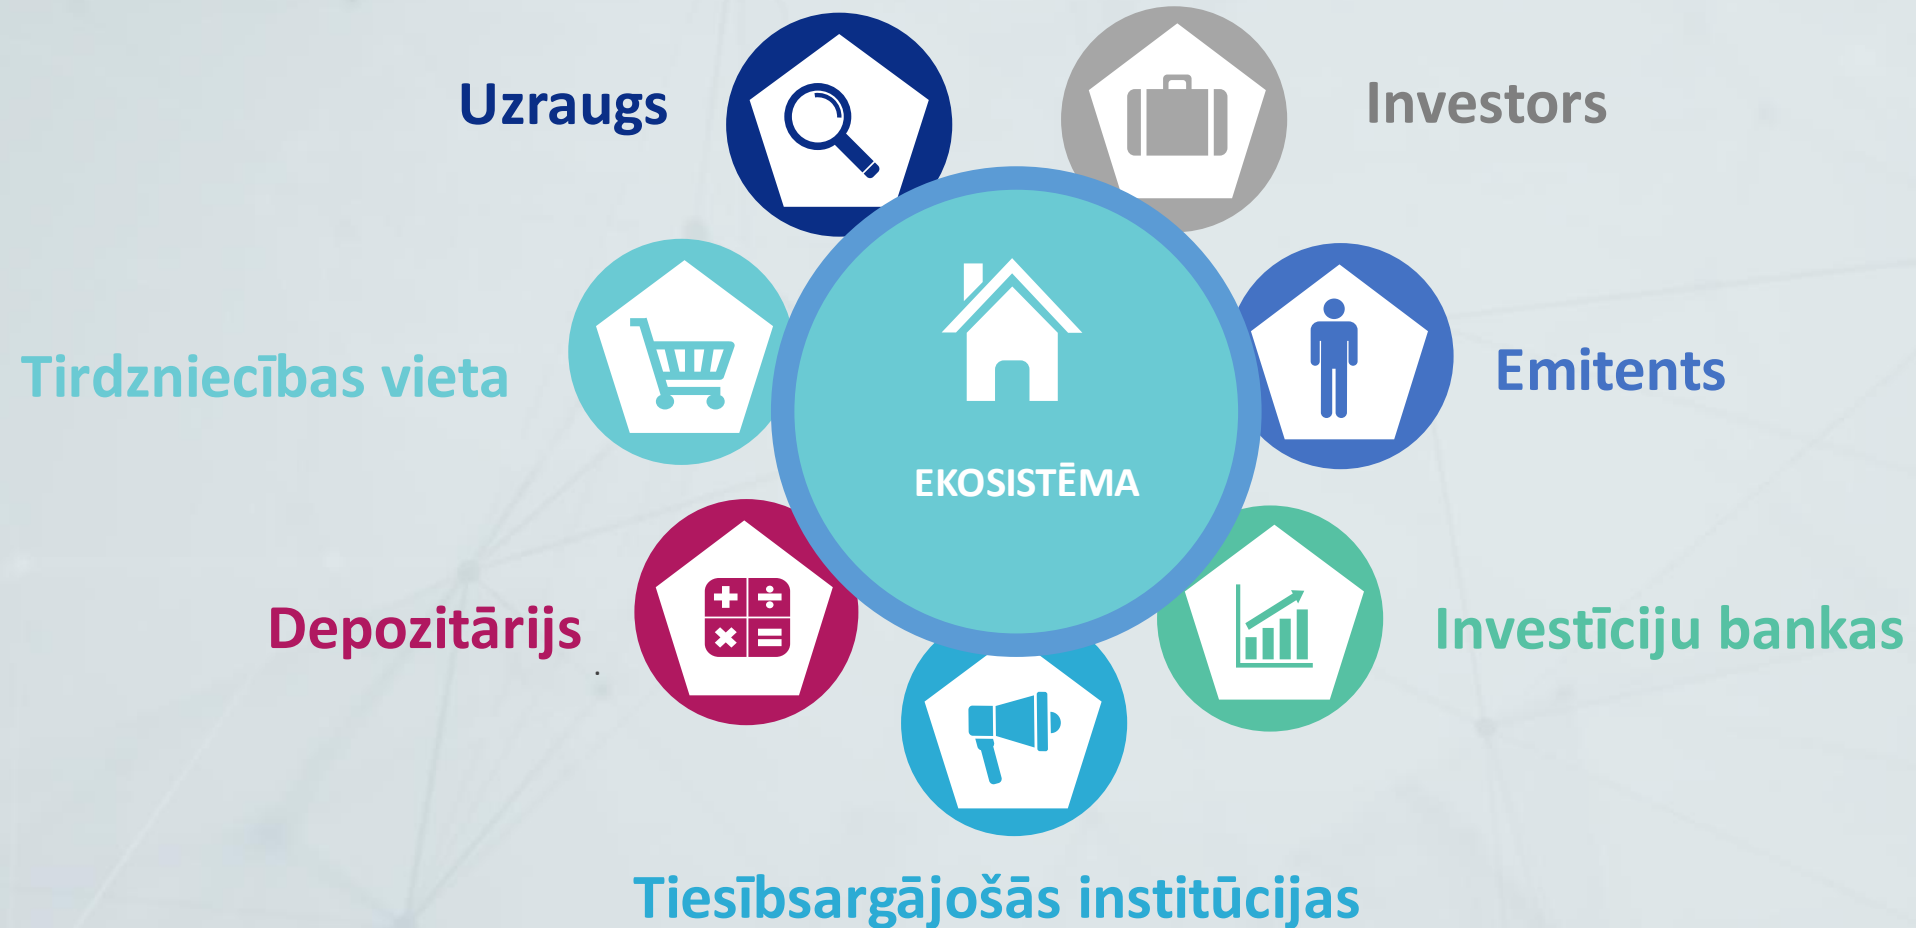 Uzraugs
Investors
Tirdzniecības vieta
Emitents
EKOSISTĒMA
Depozitārijs
.
Investīciju bankas
Tiesībsargājošās institūcijas